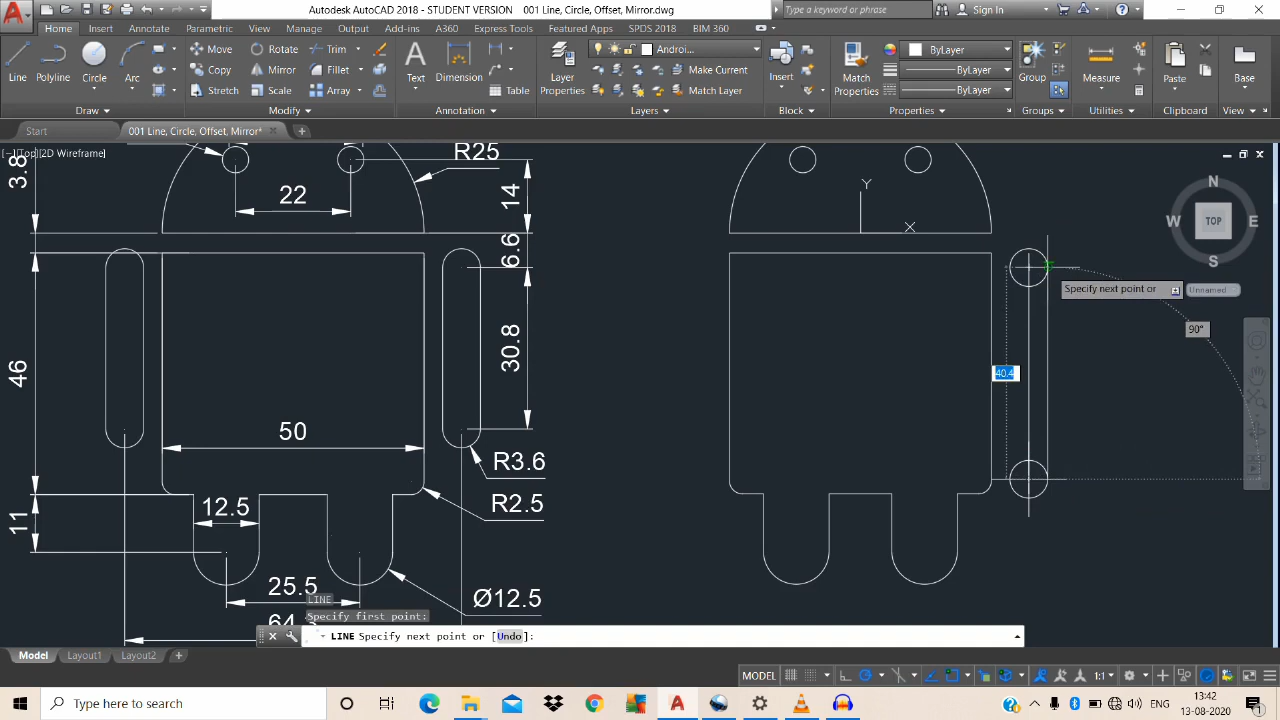 Autodesk AutoCAD 2018 - STUDENT VERSION 001 Line, Circle, Offset, Mirror.dwg
Type a keyword or phrase
Sign In
Home Insert Annotate Parametric View Manage Output Add-ins A360 Express Tools Featured Apps SPDS 2018 BIM 360
Line Polyline Circle Arc
Move Rotate Trim
Copy Mirror Fillet
Stretch Scale Array
Text Dimension Table
Layer Properties
Androi...
Make Current
Match Layer
Insert
Match Properties
ByLayer
ByLayer
ByLayer
Group Measure Paste Base
Draw Modify Annotation Layers Block Properties Groups Utilities Clipboard View
Start 001 Line, Circle, Offset, Mirror*
[−][Top][2D Wireframe]
3.8
R25
22
14
6.6
46
50
30.8
R3.6
R2.5
12.5
11
25.5
Ø12.5
64
Y
X
N
W TOP E
S
Specify next point or
Unnamed
90°
40.4
LINE
Specify first point:
LINE Specify next point or [Undo]:
Model Layout1 Layout2
MODEL
1:1
Type here to search
ENG
13:42
13-08-2020
1